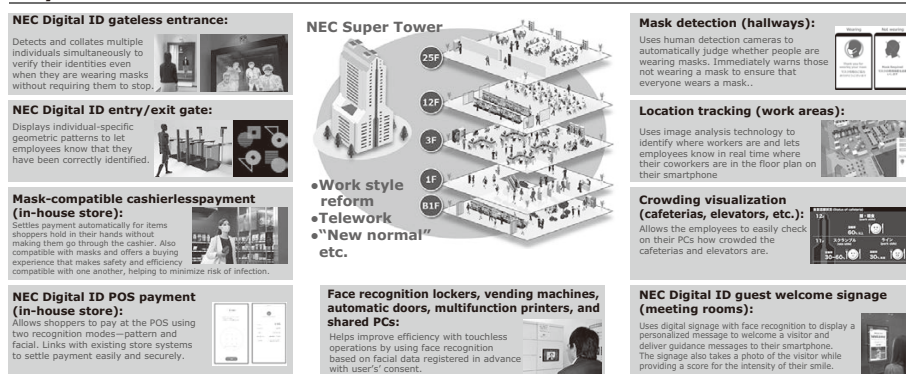 NEC Digital ID gateless entrance:
Detects and collates multiple
individuals simultaneously to
verify their identities even
when they are wearing masks
without requiring them to stop.
NEC Digital ID entry/exit gate:
Displays individual-specific
geometric patterns to let
employees know that they
have been correctly identified.
Mask-compatible cashierlesspayment
(in-house store):
Settles payment automatically for items
shoppers hold in their hands without
making them go through the cashier. Also
compatible with masks and offers a buying
experience that makes safety and efficiency
compatible with one another, helping to minimize risk of infection.
NEC Digital ID POS payment
(in-house store):
Allows shoppers to pay at the POS using
two recognition modes—pattern and
facial. Links with existing store systems
to settle payment easily and securely.
NEC Super Tower
25F
12F
3F
1F
B1F
•Work style
reform
•Telework
•“New normal”
etc.
Face recognition lockers, vending machines,
automatic doors, multifunction printers, and
shared PCs:
Helps improve efficiency with touchless
operations by using face recognition
based on facial data registered in advance
with user’s consent.
Mask detection (hallways):
Uses human detection cameras to
automatically judge whether people are
wearing masks. Immediately warns those
not wearing a mask to ensure that
everyone wears a mask..
Wearing
Not wearing
Location tracking (work areas):
Uses image analysis technology to
identify where workers are and lets
employees know in real time where
their coworkers are in the floor plan on
their smartphone
Crowding visualization
(cafeterias, elevators, etc.):
Allows the employees to easily check
on their PCs how crowded the
cafeterias and elevators are.
NEC Digital ID guest welcome signage
(meeting rooms):
Uses digital signage with face recognition to display a
personalized message to welcome a visitor and
deliver guidance messages to their smartphone.
The signage also takes a photo of the visitor while
providing a score for the intensity of their smile.